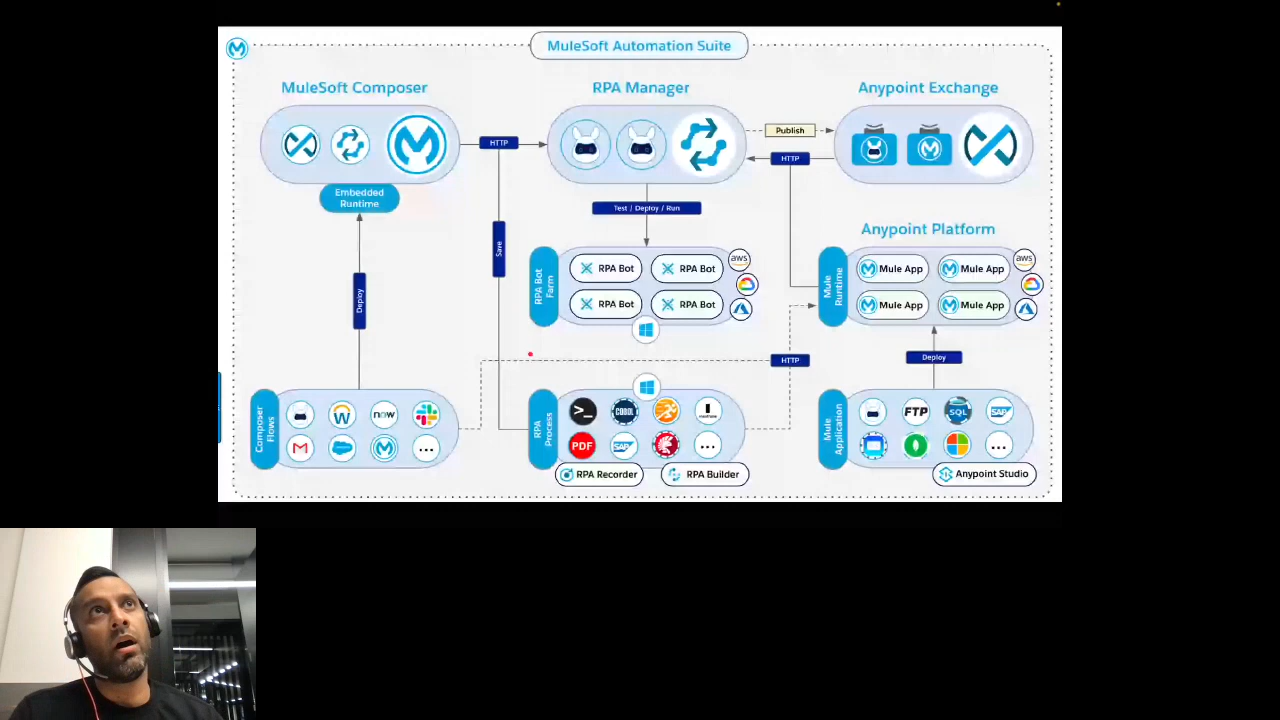 MuleSoft Automation Suite
MuleSoft Composer
RPA Manager
Anypoint Exchange
HTTP
Publish
HTTP
Embedded
Runtime
Test / Deploy / Run
Save
Deploy
Anypoint Platform
RPA Bot
Farm
RPA Bot
RPA Bot
RPA Bot
RPA Bot
aws
Mule
Runtime
Mule App
Mule App
Mule App
Mule App
aws
HTTP
Deploy
Composer
Flows
now
RPA
Process
COBOL
PDF
SAP
RPA Recorder
RPA Builder
Mule
Application
FTP
SQL
SAP
Anypoint Studio